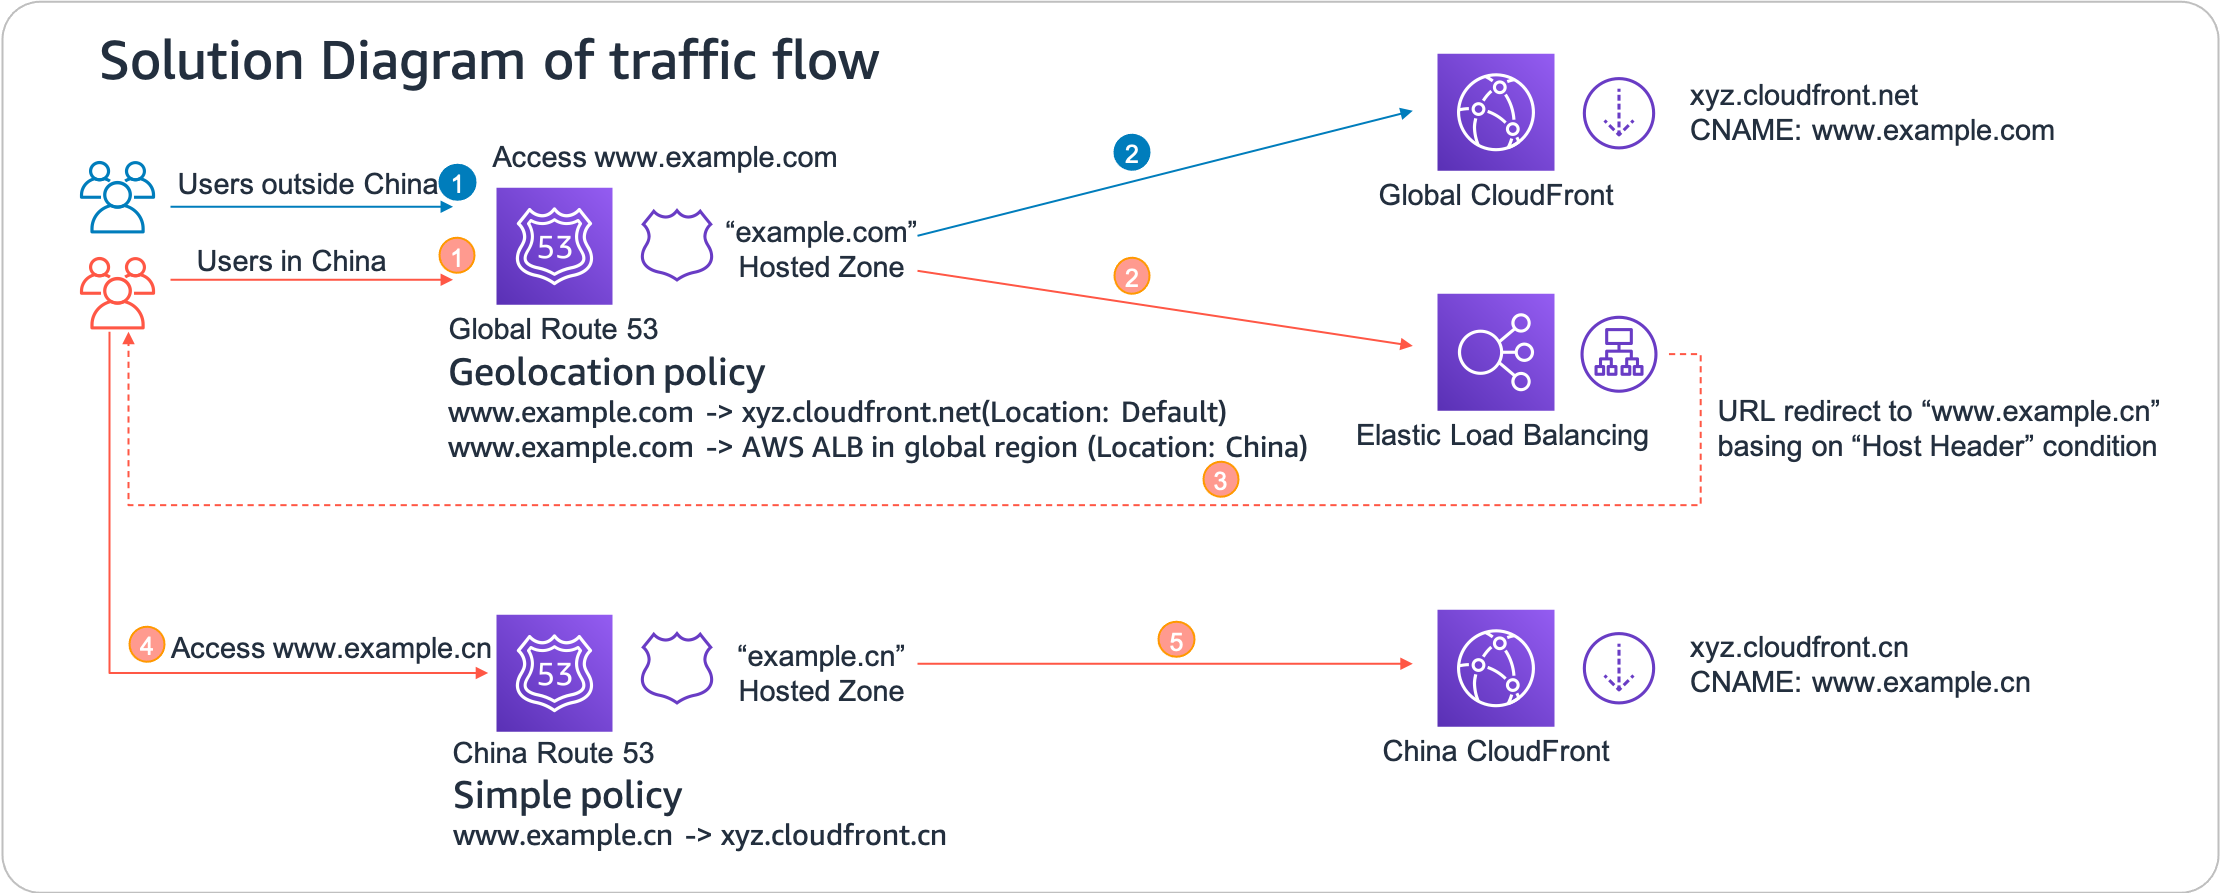 Solution Diagram of traffic flow
Users outside China
1
Access www.example.com
Users in China
1
53
"example.com"
Hosted Zone
Global Route 53
Geolocation policy
www.example.com -> xyz.cloudfront.net(Location: Default)
www.example.com -> AWS ALB in global region (Location: China)
2
Global CloudFront
xyz.cloudfront.net
CNAME: www.example.com
2
Elastic Load Balancing
URL redirect to “www.example.cn”
basing on “Host Header” condition
3
4
Access www.example.cn
53
“example.cn”
Hosted Zone
China Route 53
Simple policy
www.example.cn -> xyz.cloudfront.cn
5
China CloudFront
xyz.cloudfront.cn
CNAME: www.example.cn